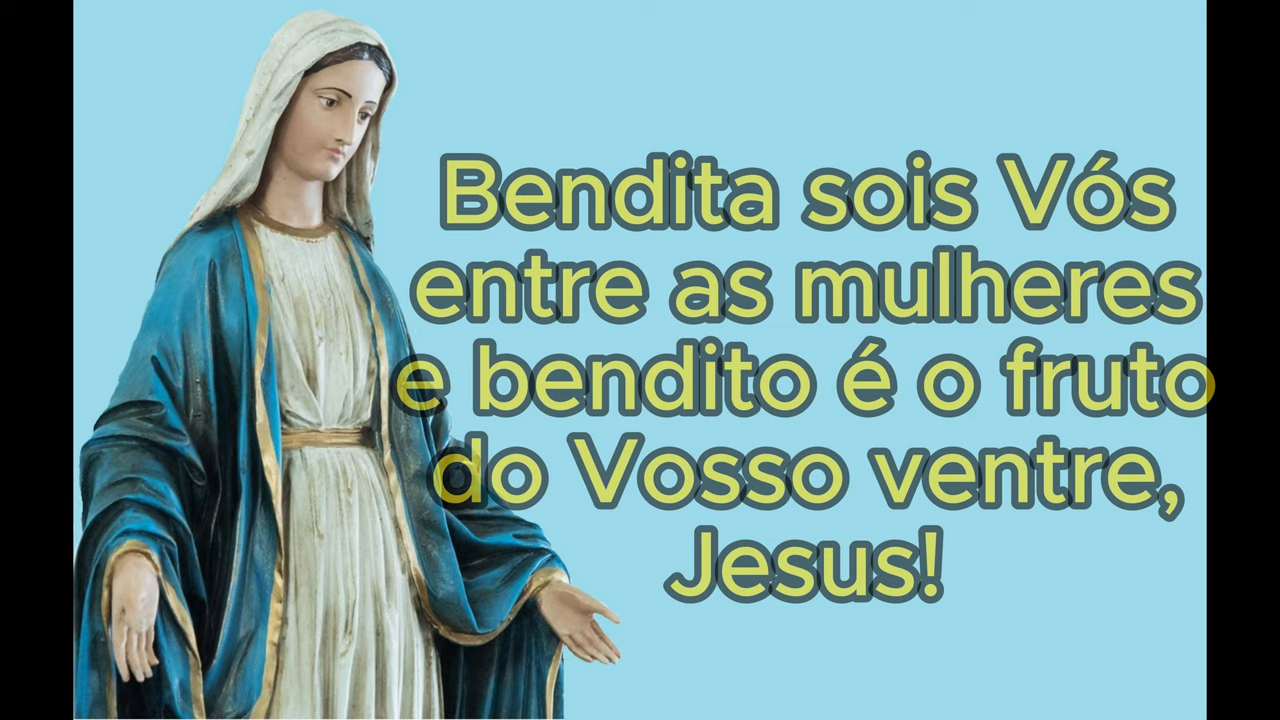 Bendita sois Vós
entre as mulheres
e bendito é o fruto
do Vosso ventre,
Jesus!